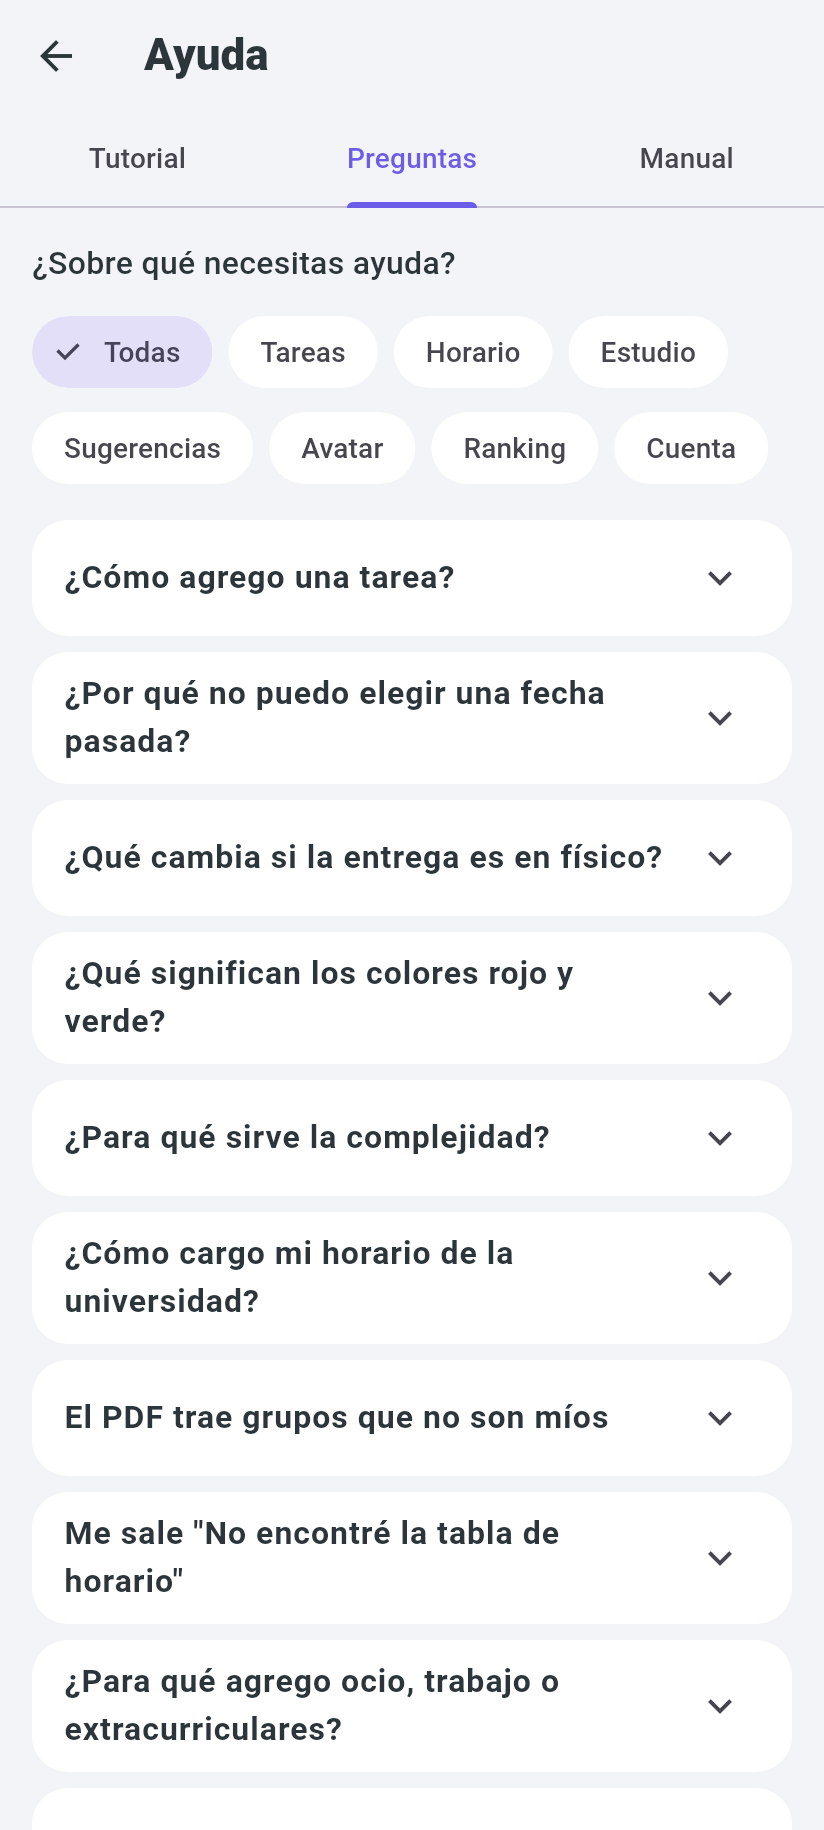 Ayuda
Tutorial
Preguntas
Manual
¿Sobre qué necesitas ayuda?
Todas
Tareas
Horario
Estudio
Sugerencias
Avatar
Ranking
Cuenta
¿Cómo agrego una tarea?
¿Por qué no puedo elegir una fecha
pasada?
¿Qué cambia si la entrega es en físico?
¿Qué significan los colores rojo y
verde?
¿Para qué sirve la complejidad?
¿Cómo cargo mi horario de la
universidad?
El PDF trae grupos que no son míos
Me sale "No encontré la tabla de
horario"
¿Para qué agrego ocio, trabajo o
extracurriculares?